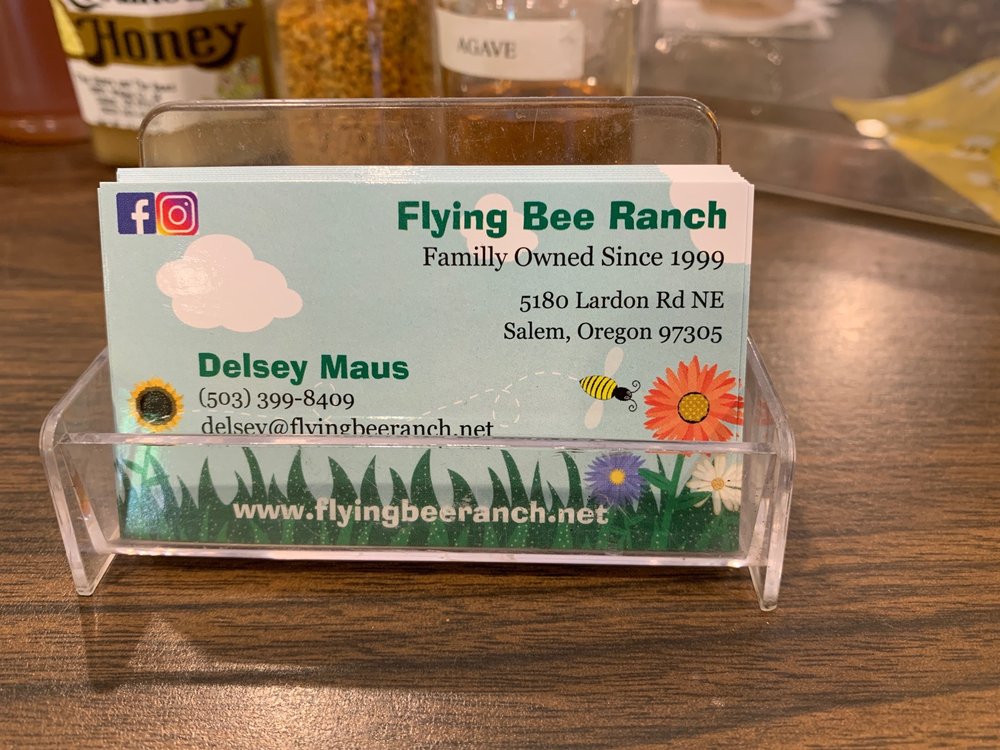 Honey
AGAVE
Flying Bee Ranch
Familly Owned Since 1999
5180 Lardon Rd NE
Salem, Oregon 97305
Delsey Maus
(503) 399-8409
delsey@flyingbeeranch.net
www.flyingbeeranch.net